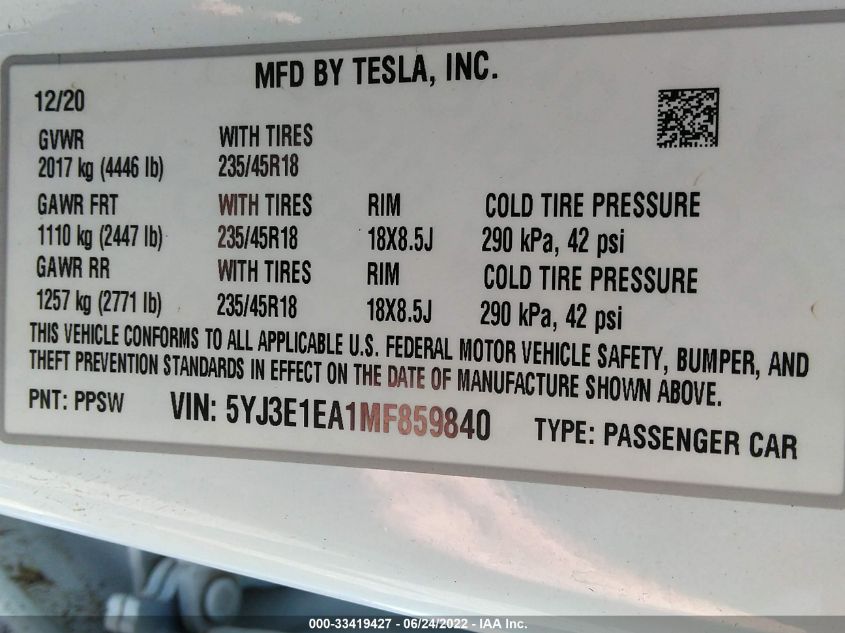 MFD BY TESLA, INC.
12/20
GVWR WITH TIRES
2017 kg (4446 lb) 235/45R18
GAWR FRT WITH TIRES RIM COLD TIRE PRESSURE
1110 kg (2447 lb) 235/45R18 18X8.5J 290 kPa, 42 psi
GAWR RR WITH TIRES RIM COLD TIRE PRESSURE
1257 kg (2771 lb) 235/45R18 18X8.5J 290 kPa, 42 psi
THIS VEHICLE CONFORMS TO ALL APPLICABLE U.S. FEDERAL MOTOR VEHICLE SAFETY, BUMPER, AND
THEFT PREVENTION STANDARDS IN EFFECT ON THE DATE OF MANUFACTURE SHOWN ABOVE.
PNT: PPSW VIN: 5YJ3E1EA1MF859840 TYPE: PASSENGER CAR
000-33419427 - 06/24/2022 - IAA Inc.